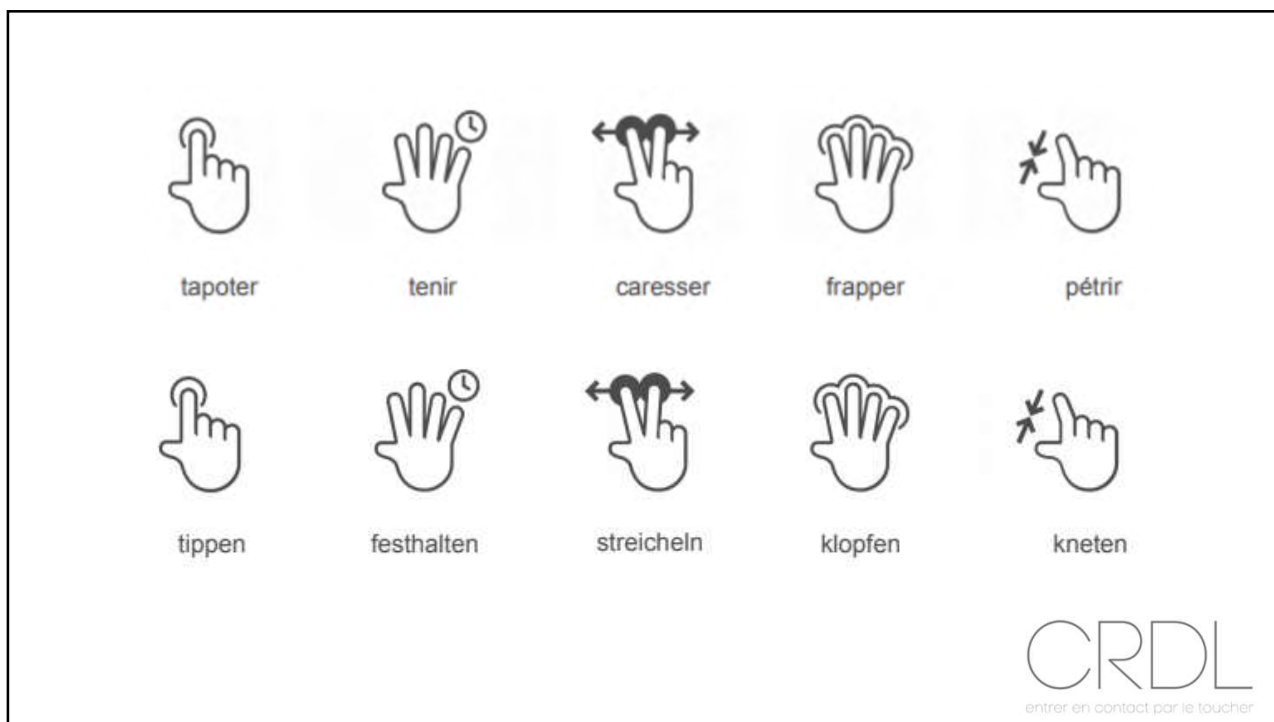 tapoter tenir caresser frapper pétrir
tippen festhalten streicheln klopfen kneten
CRDL
entrer en contact par le toucher